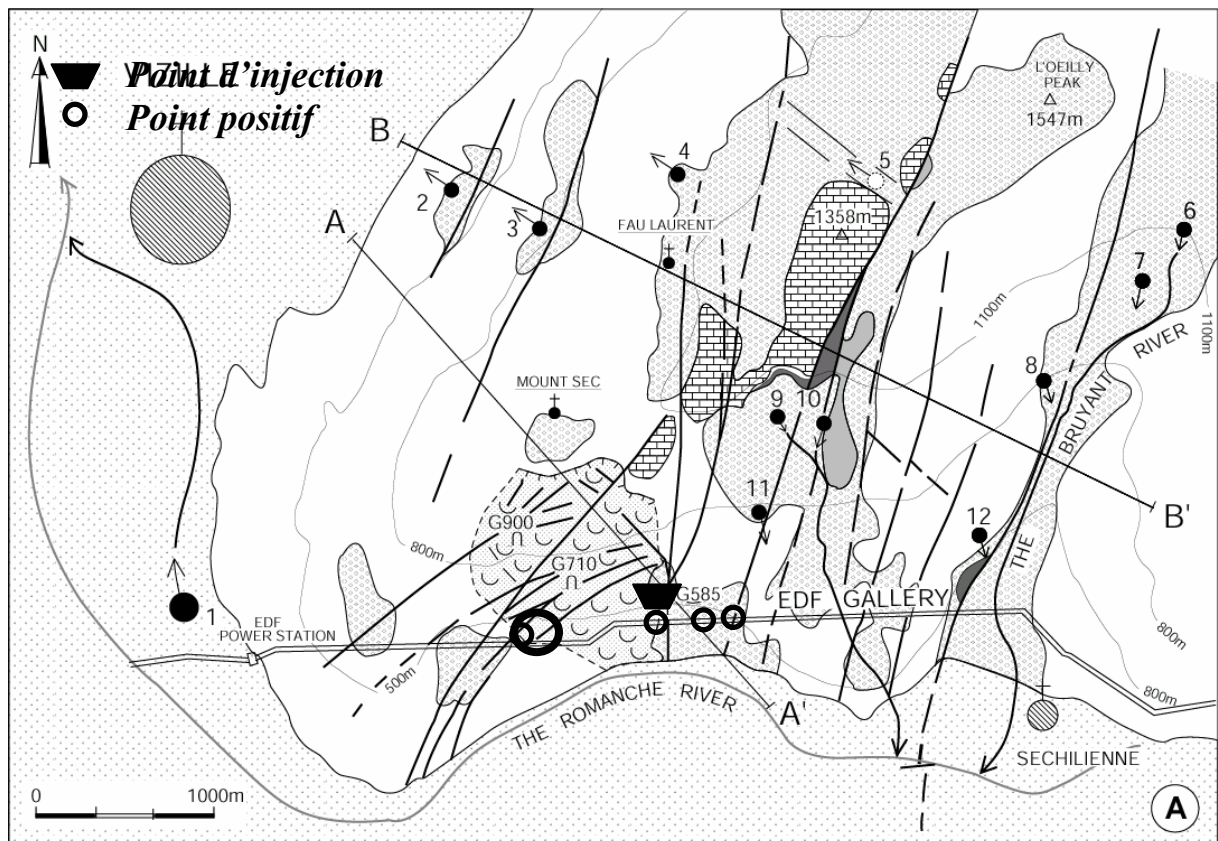 N
Point d'injection
Point positif
B
A
2
3
4
5
6
7
8
9
10
11
12
1
L'OEILLY
PEAK
1547m
FAU LAURENT
1358m
1100m
1100m
RIVER
BRUYANT
THE
MOUNT SEC
B'
G900
800m
G710
G585
EDF GALLERY
EDF
POWER STATION
500m
800m
800m
THE ROMANCHE RIVER
A'
SECHILIENNE
0
1000m
A